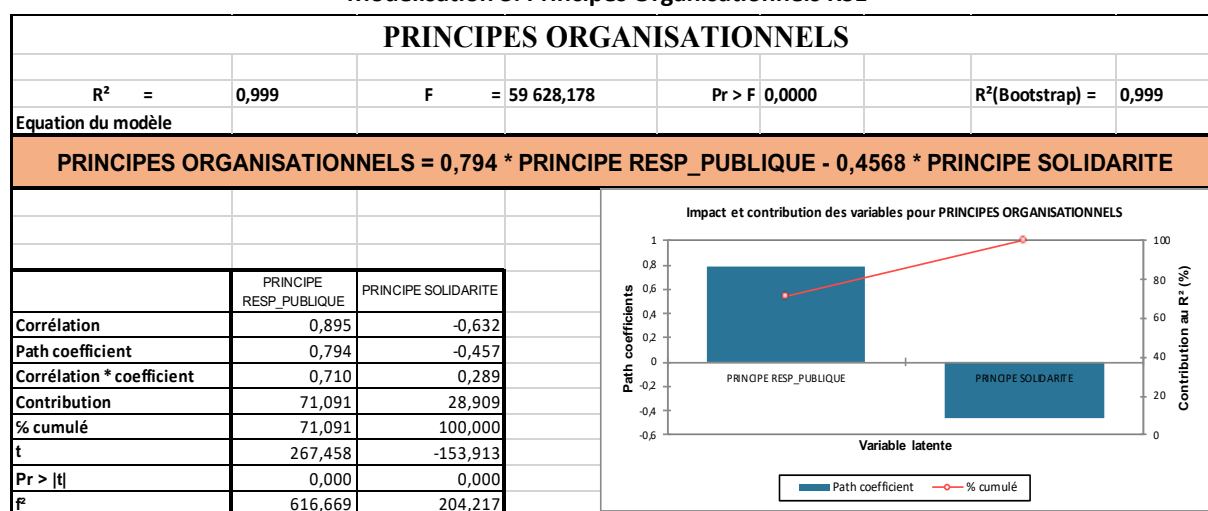 PRINCIPES ORGANISATIONNELS
R² = 0,999 F = 59 628,178 Pr > F 0,0000 R²(Bootstrap) = 0,999
Equation du modèle
PRINCIPES ORGANISATIONNELS = 0,794 * PRINCIPE RESP_PUBLIQUE - 0,4568 * PRINCIPE SOLIDARITE
PRINCIPE RESP_PUBLIQUE PRINCIPE SOLIDARITE
Corrélation 0,895 -0,632
Path coefficient 0,794 -0,457
Corrélation * coefficient 0,710 0,289
Contribution 71,091 28,909
% cumulé 71,091 100,000
t 267,458 -153,913
Pr > |t| 0,000 0,000
f² 616,669 204,217
Impact et contribution des variables pour PRINCIPES ORGANISATIONNELS
Path coefficients
1
0,8
0,6
0,4
0,2
0
-0,2
-0,4
-0,6
PRINCIPE RESP_PUBLIQUE PRINCIPE SOLIDARITE
100
80
60
40
20
0
Contribution au R² (%)
Variable latente
Path coefficient % cumulé